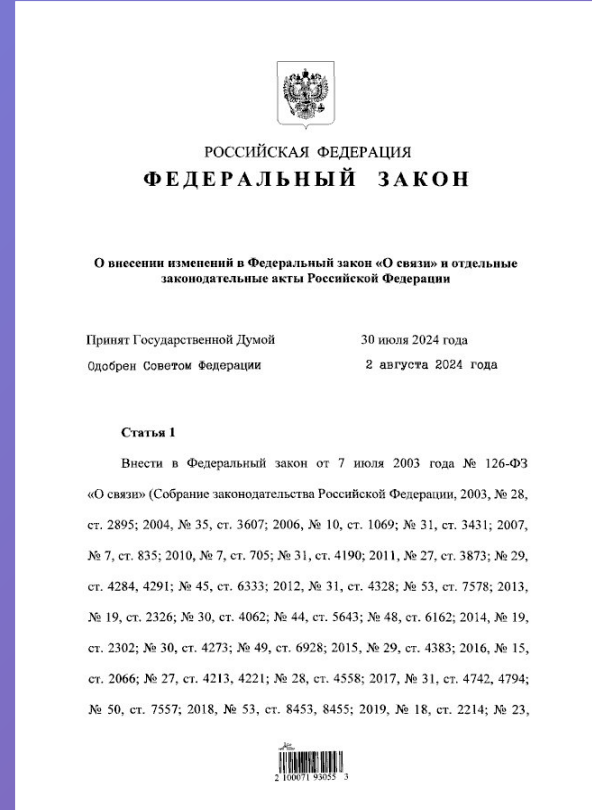 РОССИЙСКАЯ ФЕДЕРАЦИЯ
ФЕДЕРАЛЬНЫЙ ЗАКОН
О внесении изменений в Федеральный закон «О связи» и отдельные
законодательные акты Российской Федерации
Принят Государственной Думой 30 июля 2024 года
Одобрен Советом Федерации 2 августа 2024 года
Статья 1
Внести в Федеральный закон от 7 июля 2003 года № 126-ФЗ
«О связи» (Собрание законодательства Российской Федерации, 2003, № 28,
ст. 2895; 2004, № 35, ст. 3607; 2006, № 10, ст. 1069; № 31, ст. 3431; 2007,
№ 7, ст. 835; 2010, № 7, ст. 705; № 31, ст. 4190; 2011, № 27, ст. 3873; № 29,
ст. 4284, 4291; № 45, ст. 6333; 2012, № 31, ст. 4328; № 53, ст. 7578; 2013,
№ 19, ст. 2326; № 30, ст. 4062; № 44, ст. 5643; № 48, ст. 6162; 2014, № 19,
ст. 2302; № 30, ст. 4273; № 49, ст. 6928; 2015, № 29, ст. 4383; 2016, № 15,
ст. 2066; № 27, ст. 4213, 4221; № 28, ст. 4558; 2017, № 31, ст. 4742, 4794;
№ 50, ст. 7557; 2018, № 53, ст. 8453, 8455; 2019, № 18, ст. 2214; № 23,
2 100071 93055 3